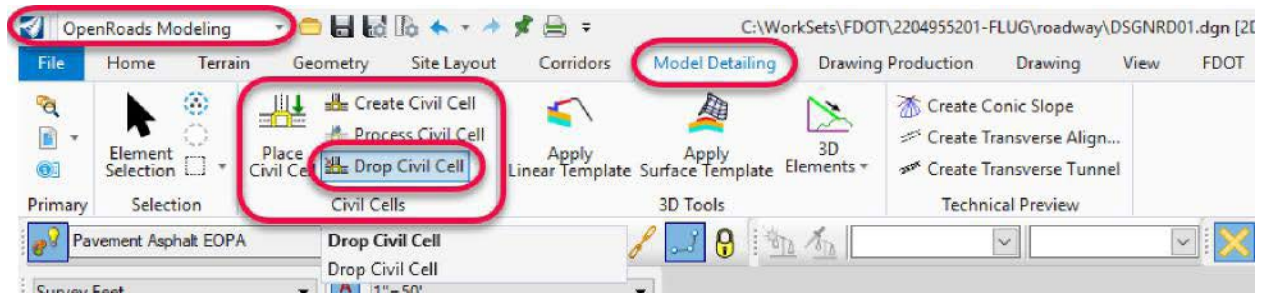 OpenRoads Modeling
C:\WorkSets\FDOT\2204955201-FLUG\roadway\DSGNRD01.dgn [2D
File Home Terrain Geometry Site Layout Corridors Model Detailing Drawing Production Drawing View FDOT
Create Civil Cell
Process Civil Cell
Drop Civil Cell
Element
Selection
Place
Civil Cell
Apply
Linear Template
Apply
Surface Template
3D
Elements
Create Conic Slope
Create Transverse Align...
Create Transverse Tunnel
Primary Selection Civil Cells 3D Tools Technical Preview
Pavement Asphalt EOPA
Drop Civil Cell
Drop Civil Cell
Survey Feet
1"=50'